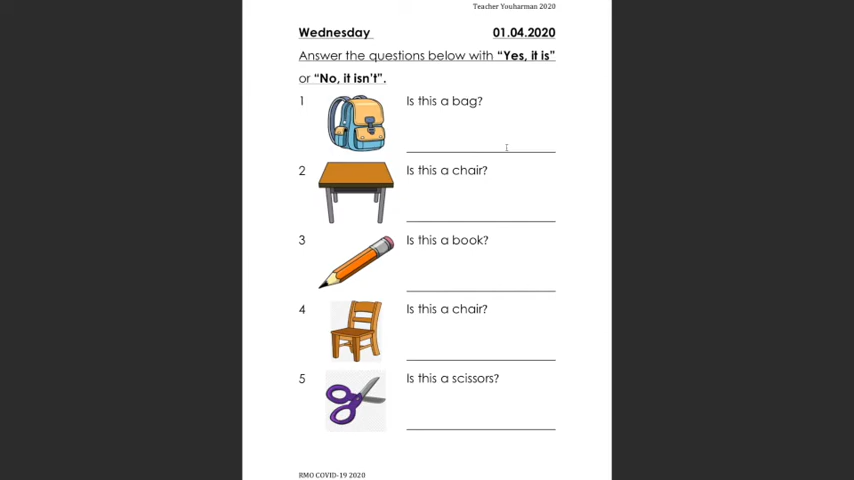 Teacher Youharman 2020
Wednesday 01.04.2020
Answer the questions below with “Yes, it is”
or “No, it isn’t”.
1 Is this a bag?
2 Is this a chair?
3 Is this a book?
4 Is this a chair?
5 Is this a scissors?
RMO COVID-19 2020